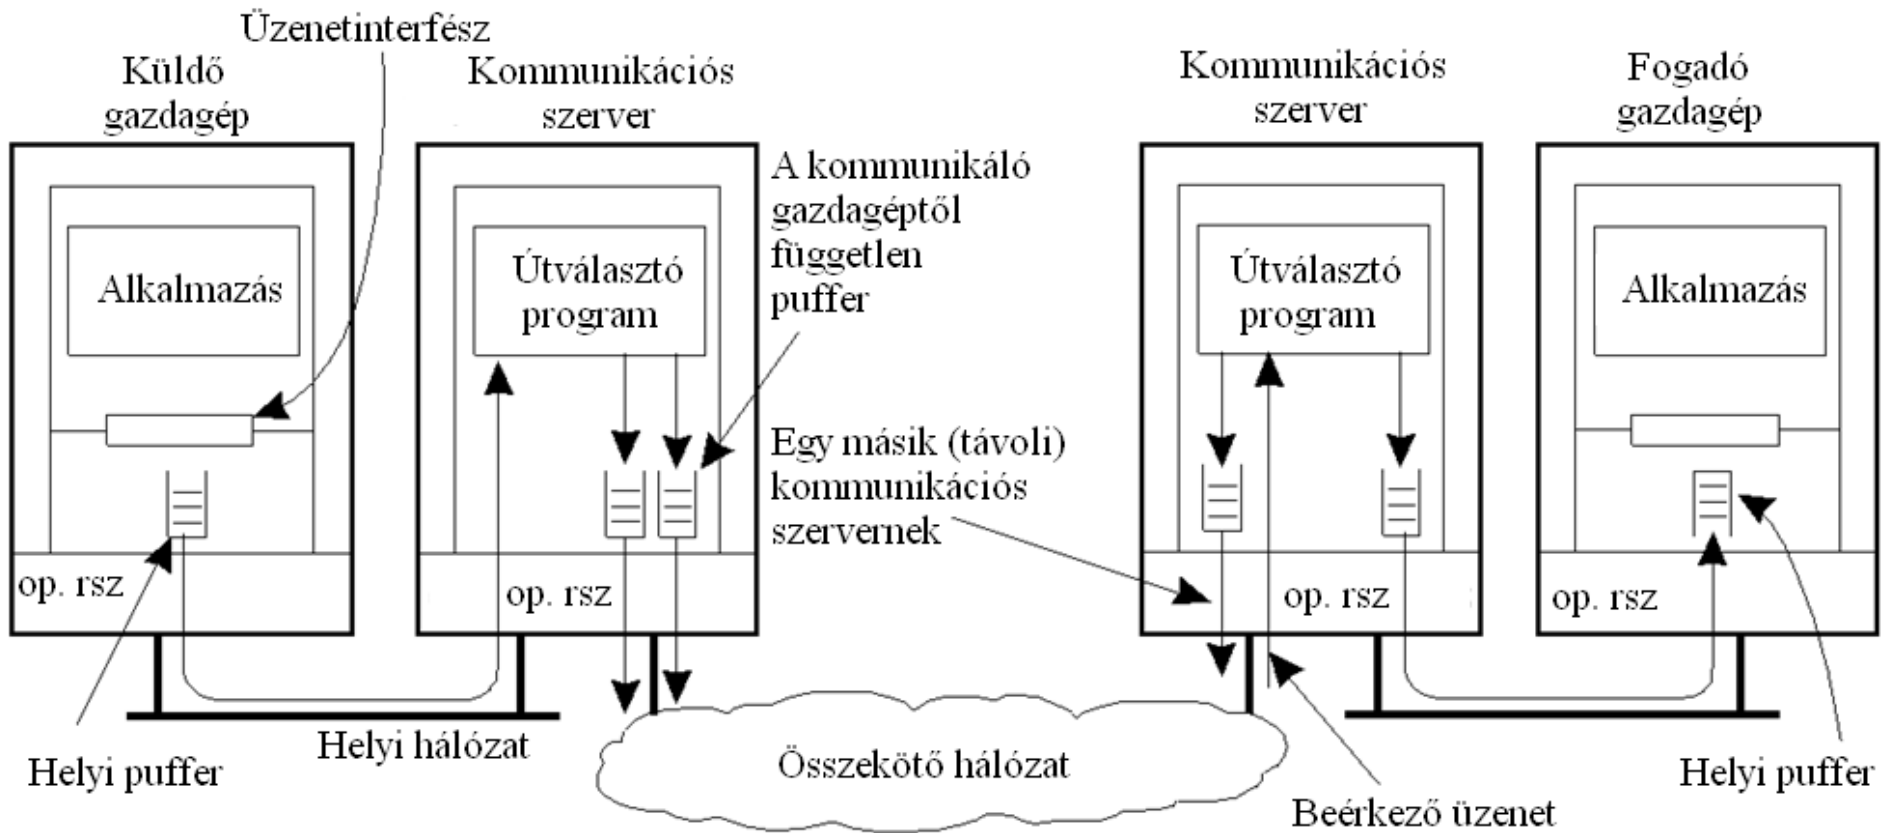 Üzenetinterfész
Küldő
gazdagép
Kommunikációs
szerver
Kommunikációs
szerver
Fogadó
gazdagép
A kommunikáló
gazdagéptől
független
puffer
Alkalmazás
Útválasztó
program
Útválasztó
program
Alkalmazás
Egy másik (távoli)
kommunikációs
szervernek
op. rsz
op. rsz
op. rsz
op. rsz
Helyi puffer
Helyi hálózat
Összekötő hálózat
Beérkező üzenet
Helyi puffer